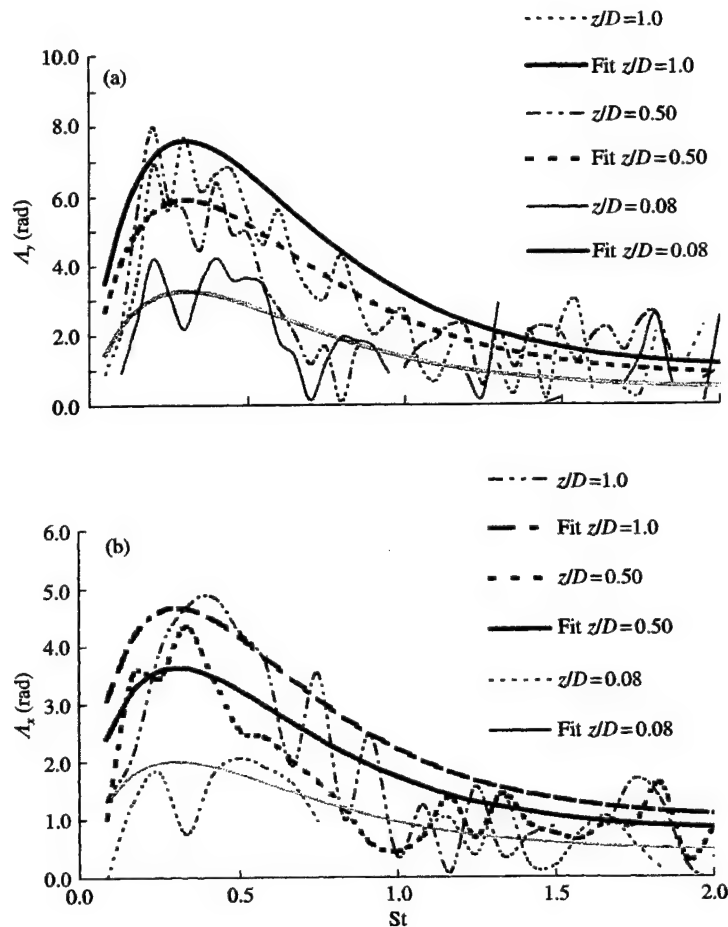 z/D=1.0
Fit z/D=1.0
z/D=0.50
Fit z/D=0.50
z/D=0.08
Fit z/D=0.08
(a)
10.0
8.0
6.0
4.0
2.0
0.0
Λy (rad)
z/D=1.0
Fit z/D=1.0
z/D=0.50
Fit z/D=0.50
z/D=0.08
Fit z/D=0.08
(b)
6.0
5.0
4.0
3.0
2.0
1.0
0.0
Λx (rad)
0.0 0.5 1.0 1.5 2.0
St